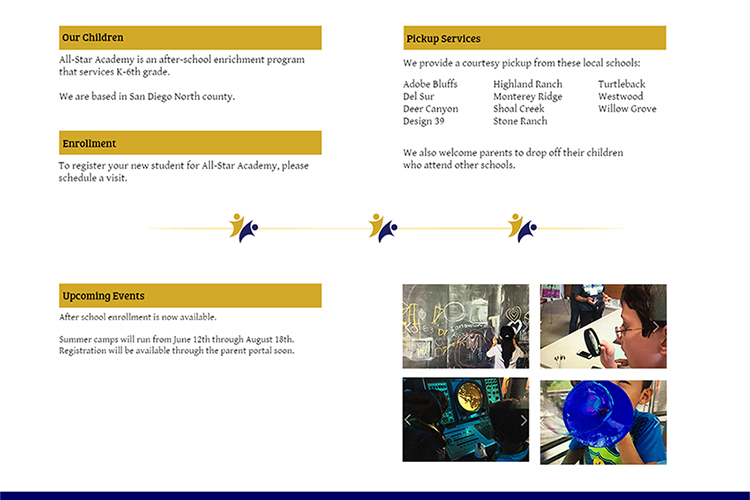 Our Children
All-Star Academy is an after-school enrichment program
that services K-6th grade.
We are based in San Diego North county.
Enrollment
To register your new student for All-Star Academy, please
schedule a visit.
Pickup Services
We provide a courtesy pickup from these local schools:
Adobe Bluffs Highland Ranch Turtleback
Del Sur Monterey Ridge Westwood
Deer Canyon Shoal Creek Willow Grove
Design 39 Stone Ranch
We also welcome parents to drop off their children
who attend other schools.
Upcoming Events
After school enrollment is now available.
Summer camps will run from June 12th through August 18th.
Registration will be available through the parent portal soon.